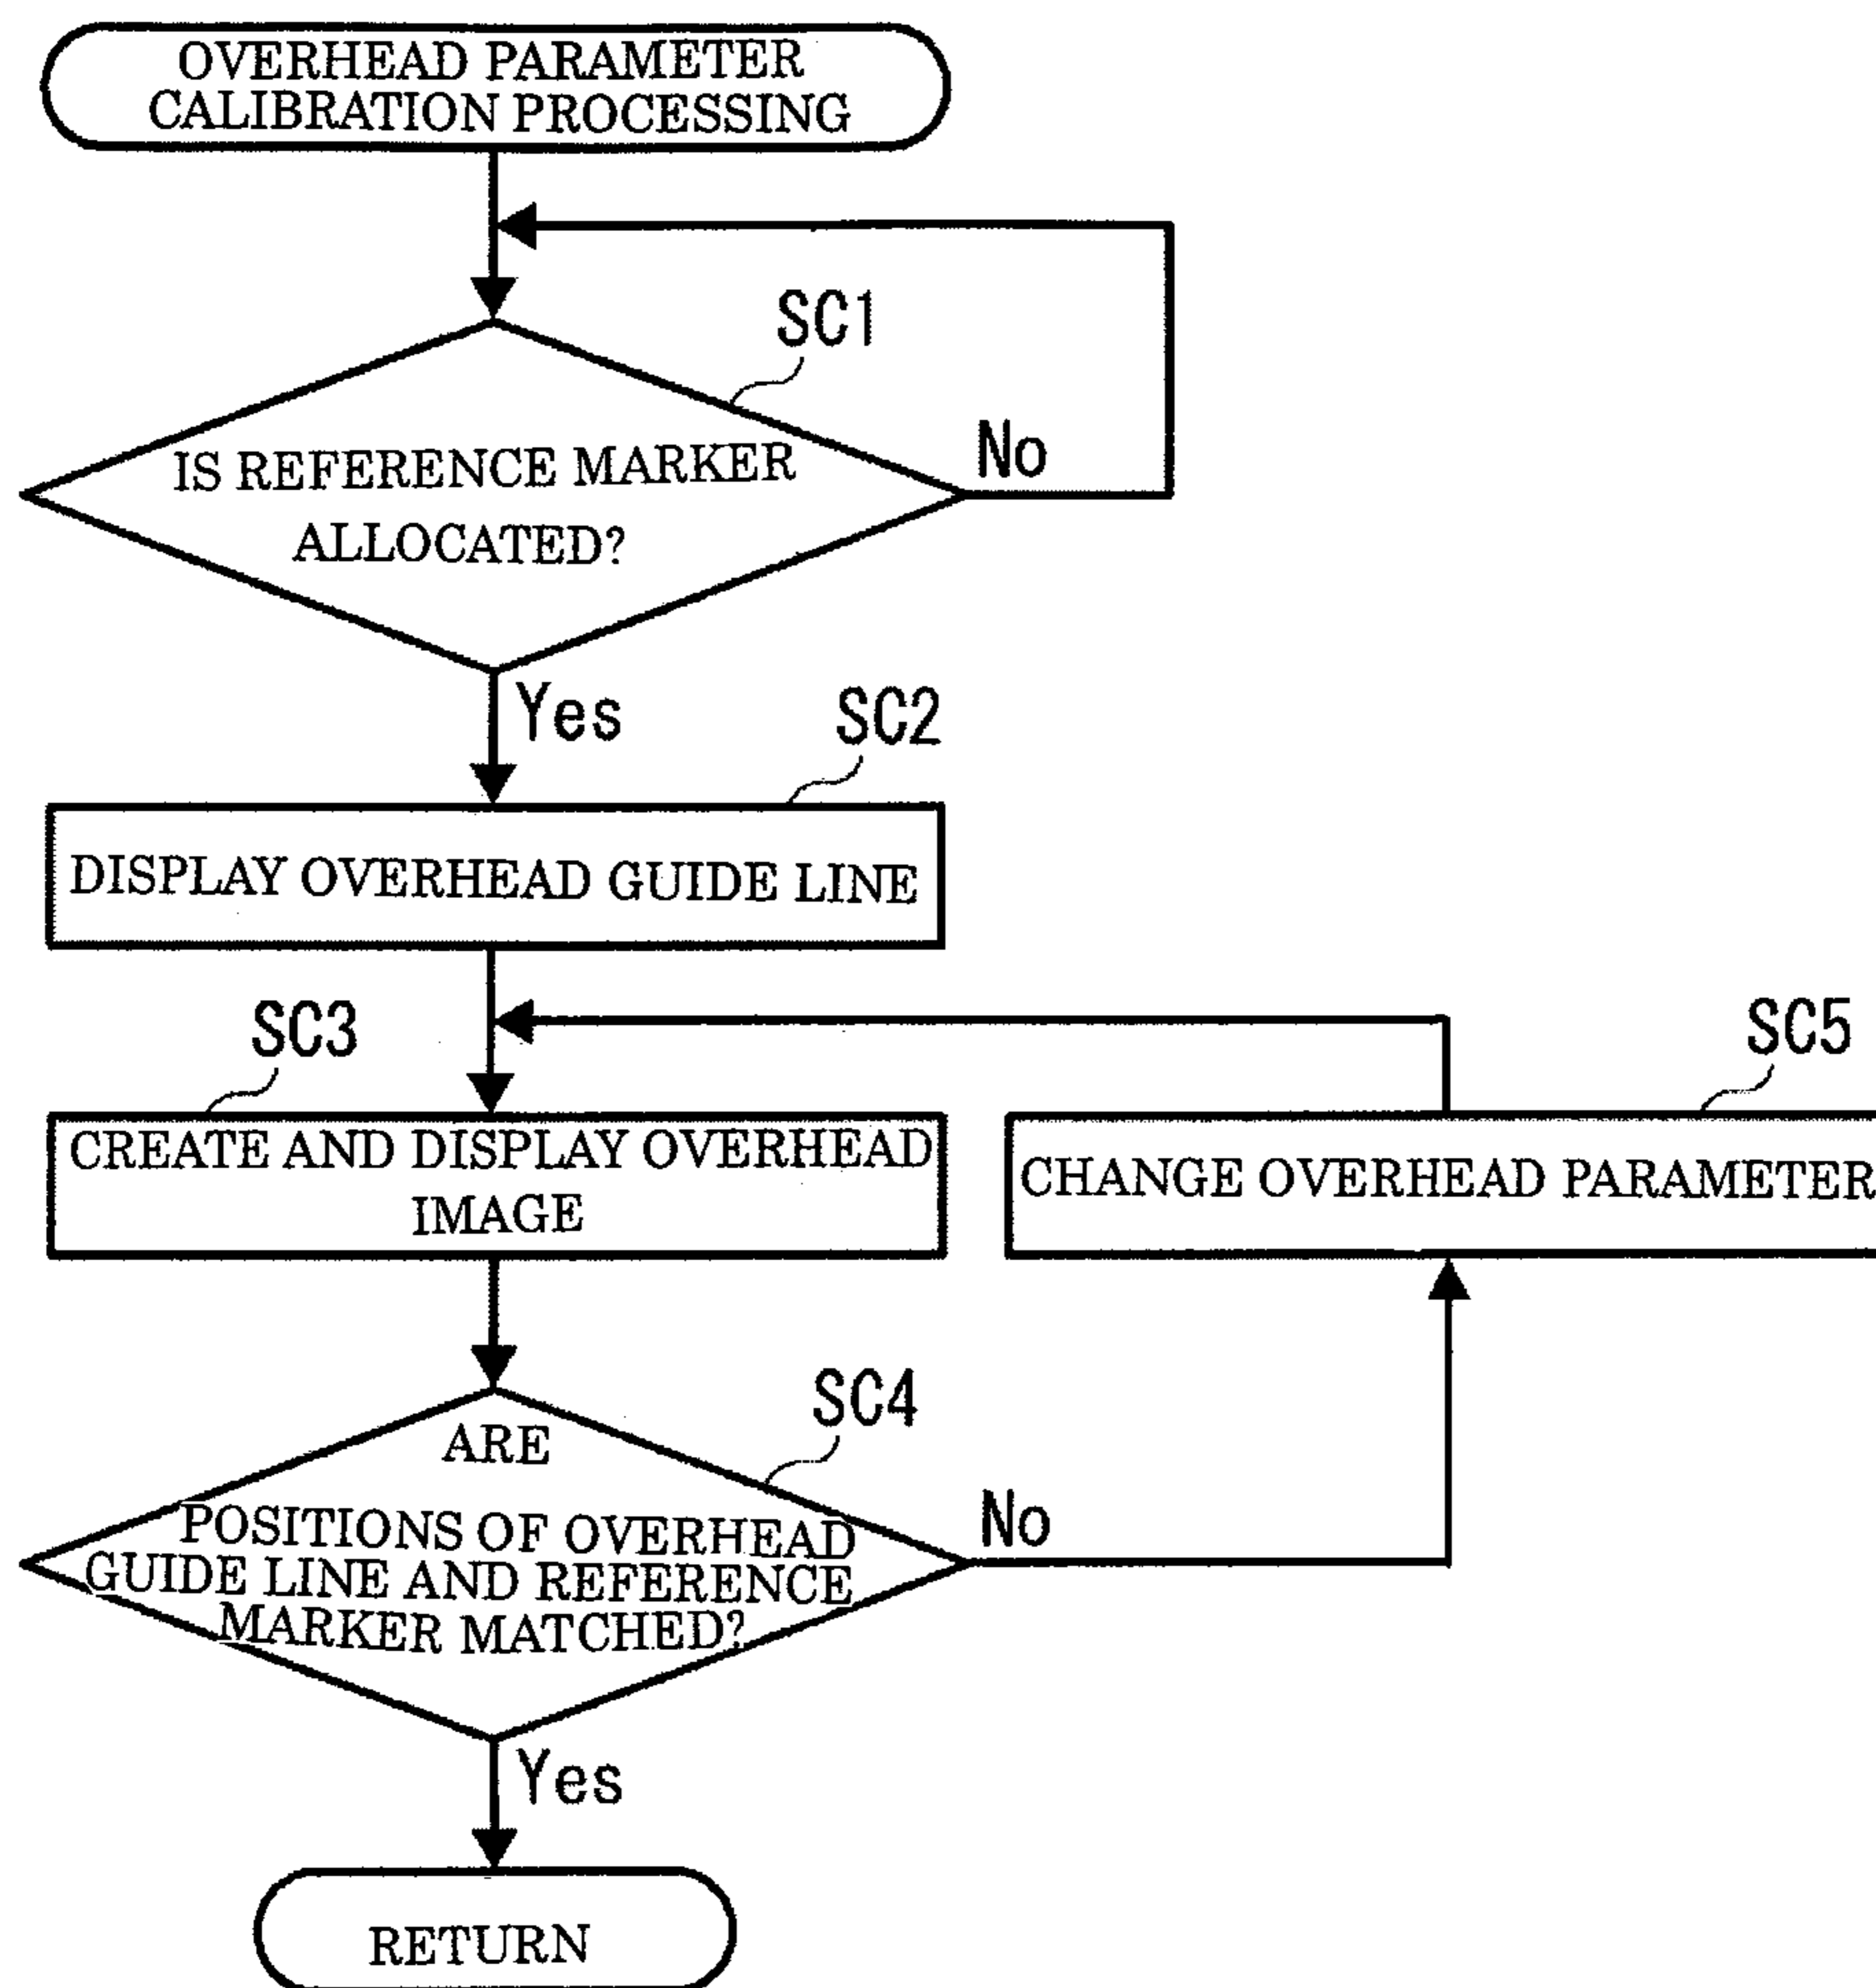 OVERHEAD PARAMETER
CALIBRATION PROCESSING
SC1
IS REFERENCE MARKER
ALLOCATED?
No
Yes
SC2
DISPLAY OVERHEAD GUIDE LINE
SC3
CREATE AND DISPLAY OVERHEAD
IMAGE
SC5
CHANGE OVERHEAD PARAMETER
SC4
ARE
POSITIONS OF OVERHEAD
GUIDE LINE AND REFERENCE
MARKER MATCHED?
No
Yes
RETURN